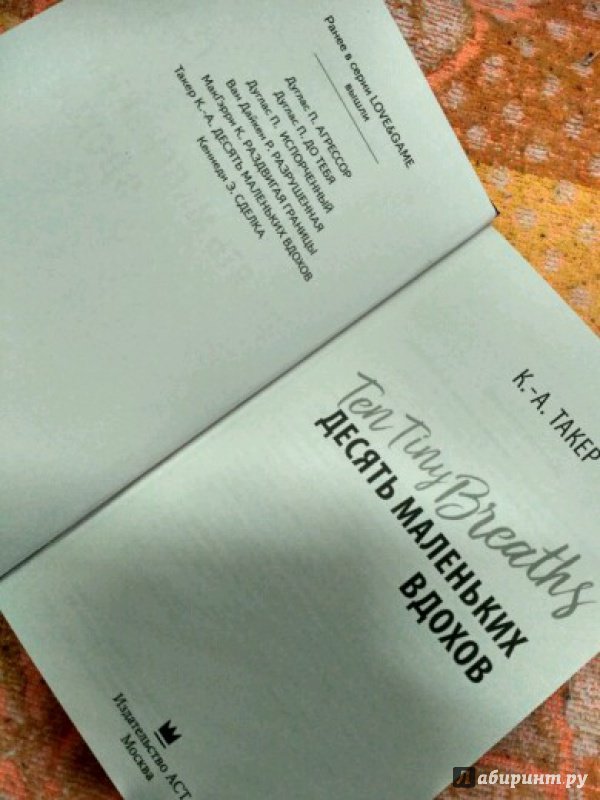 Ранее в серии LOVE&GAME
вышли
Дуглас П. АГРЕССОР
Дуглас П. ДО ТЕБЯ
Дуглас П. ИСПОРЧЕННЫЙ
Ван Дайкен Р. РАЗРУШЕННАЯ
МакГэрри К. РАЗДВИГАЯ ГРАНИЦЫ
Такер К.-А. ДЕСЯТЬ МАЛЕНЬКИХ ВДОХОВ
Кеннеди Э. СДЕЛКА
К.-А. ТАКЕР
Ten Tiny Breaths
ДЕСЯТЬ МАЛЕНЬКИХ
ВДОХОВ
Издательство АСТ
Москва
Лабиринт.ру